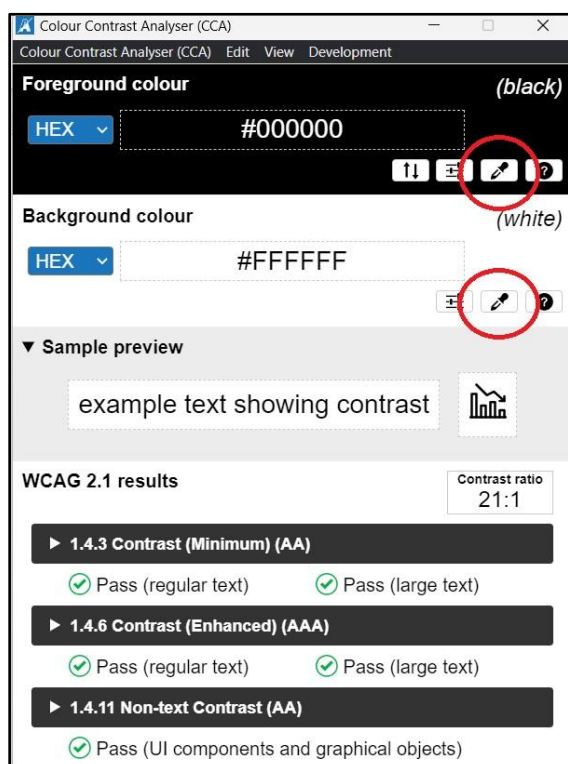 Colour Contrast Analyser (CCA)
Colour Contrast Analyser (CCA) Edit View Development
Foreground colour (black)
HEX #000000
?
Background colour (white)
HEX #FFFFFF
?
▼ Sample preview
example text showing contrast
WCAG 2.1 results
Contrast ratio
21:1
▶ 1.4.3 Contrast (Minimum) (AA)
Pass (regular text) Pass (large text)
▶ 1.4.6 Contrast (Enhanced) (AAA)
Pass (regular text) Pass (large text)
▶ 1.4.11 Non-text Contrast (AA)
Pass (UI components and graphical objects)